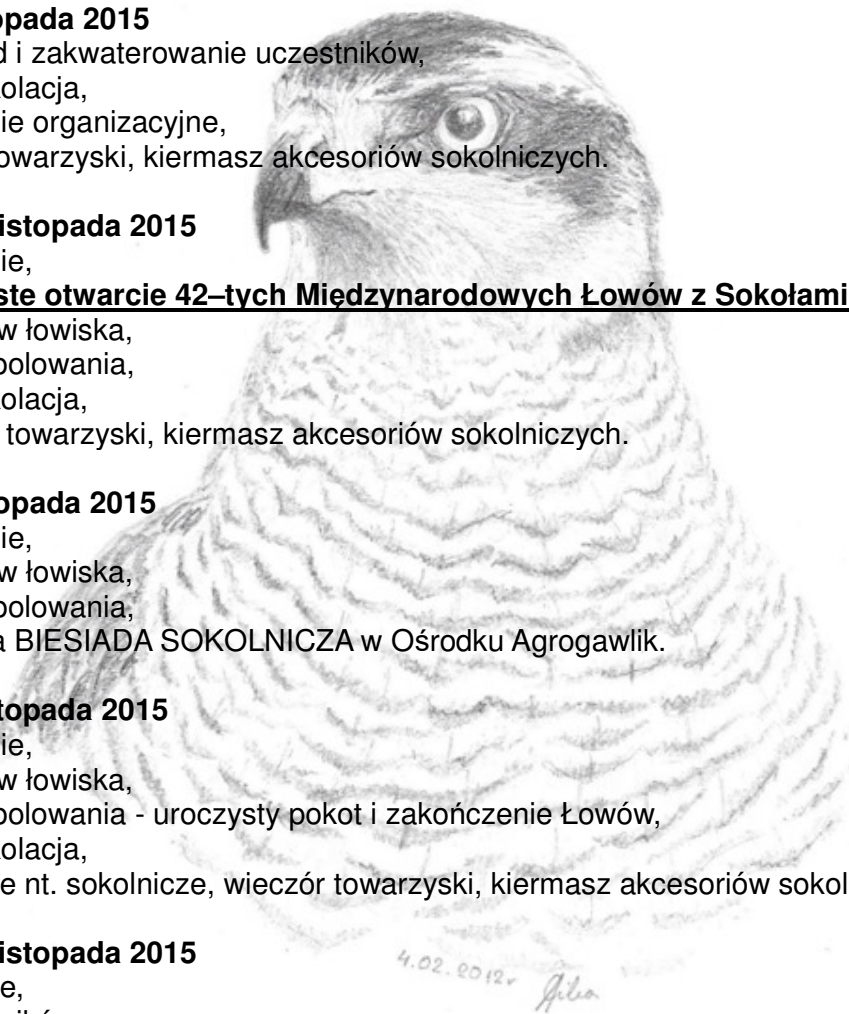 opada 2015
d i zakwaterowanie uczestników,
olacja,
ie organizacyjne,
towarzyski, kiermasz akcesoriów sokolniczych.
istopada 2015
ie,
ste otwarcie 42–tych Międzynarodowych Łowów z Sokołami
w łowiska,
polowania,
olacja,
towarzyski, kiermasz akcesoriów sokolniczych.
opada 2015
ie,
w łowiska,
polowania,
a BIESIADA SOKOLNICZA w Ośrodku Agrogawlik.
topada 2015
ie,
w łowiska,
polowania - uroczysty pokot i zakończenie Łowów,
olacja,
e nt. sokolnicze, wieczór towarzyski, kiermasz akcesoriów sokol
istopada 2015
4.02.2012r
e,